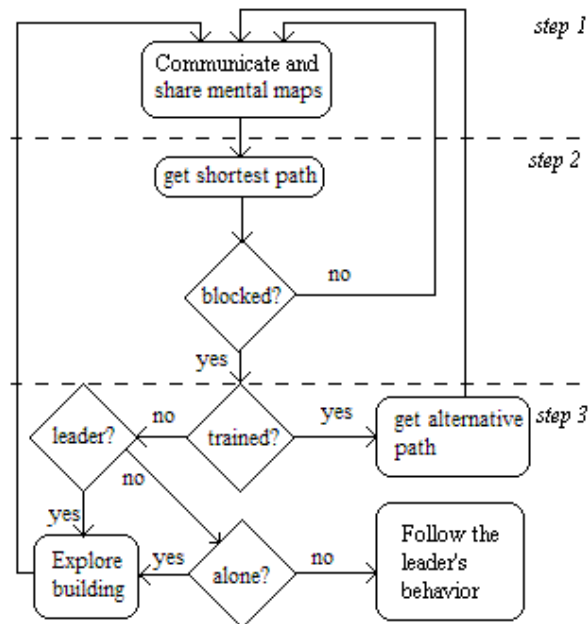 step 1
Communicate and
share mental maps
step 2
get shortest path
blocked?
no
yes
step 3
leader?
no
trained?
yes
get alternative
path
no
yes
Explore
building
yes
alone?
no
Follow the
leader's
behavior